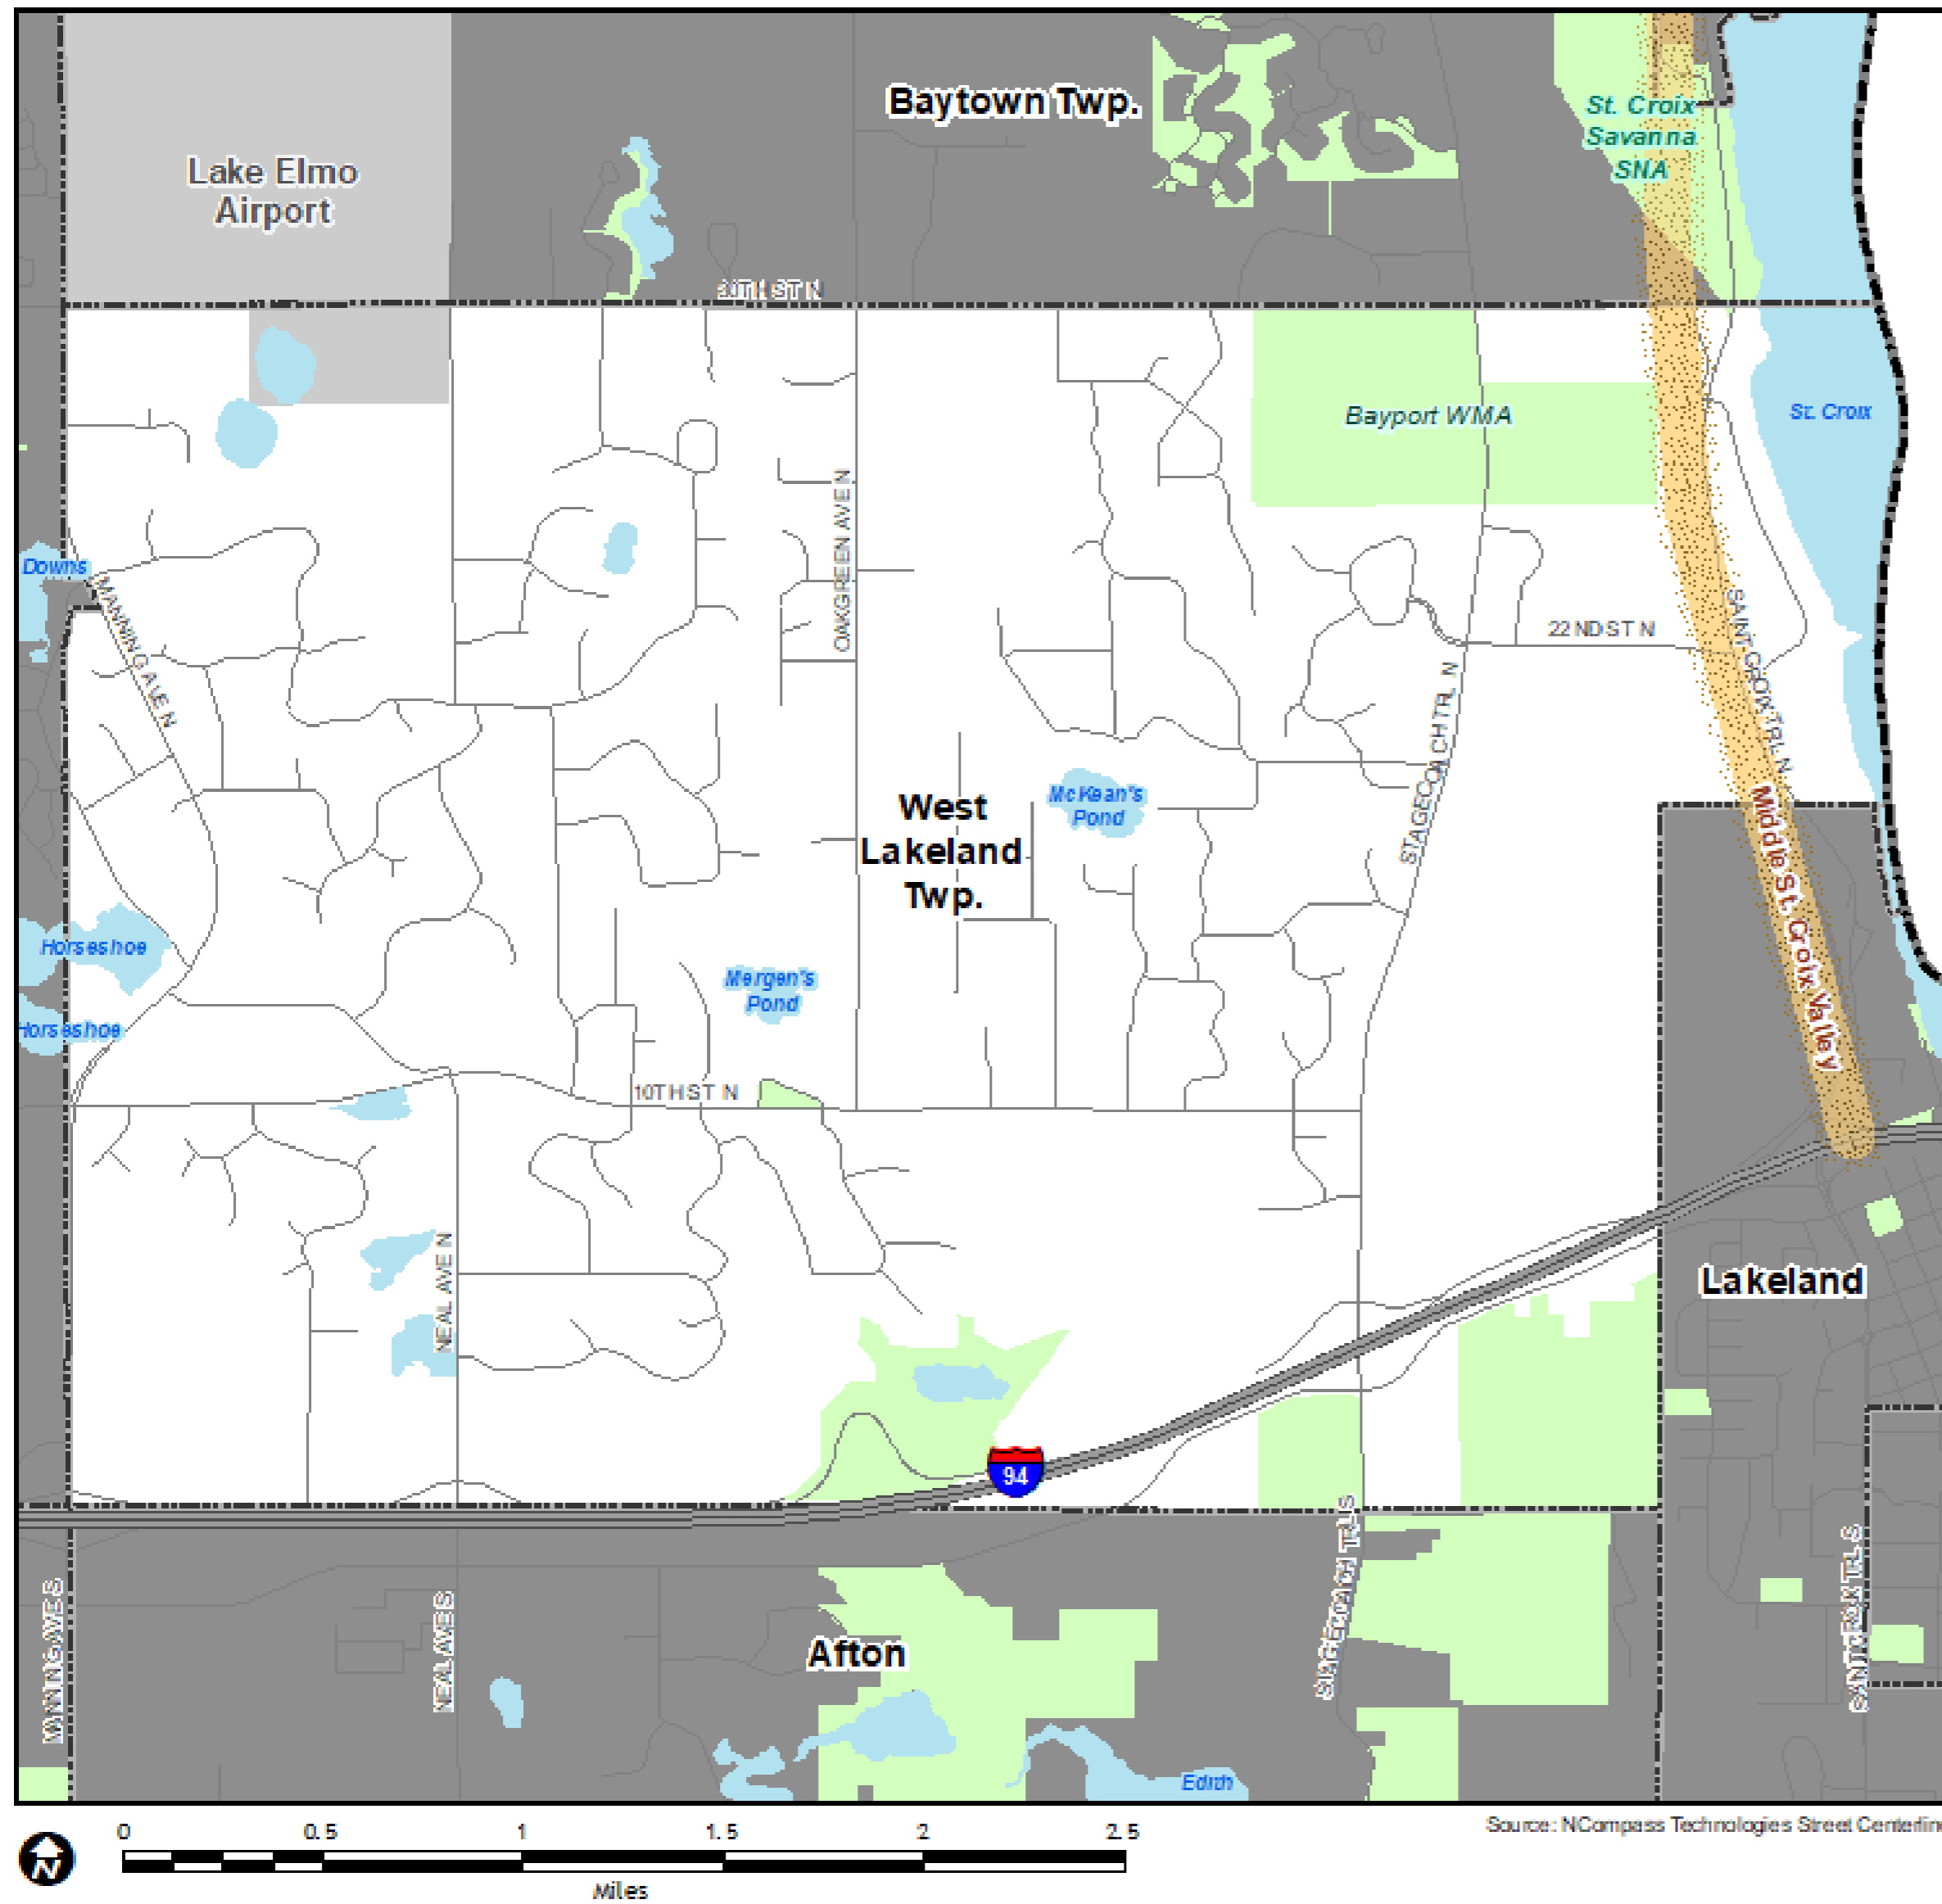 Baytown Twp.
St. Croix
Savanna
SNA
Lake Elmo
Airport
30TH ST N
Bayport WMA
St. Croix
OAKGREEN AVE N
Downs
MANNING AVE N
22ND ST N
SAINT CROIX TRL N
STAGECOACH TRL N
West
Lakeland
Twp.
McKean's
Pond
Middle St. Croix Valley
Horseshoe
Mergen's
Pond
Horseshoe
10TH ST N
NEAL AVE N
Lakeland
94
MANNING AVE S
NEAL AVE S
STAGECOACH TRL S
SAINT CROIX TRL S
Afton
Edith
0 0.5 1 1.5 2 2.5
Miles
N
Source: NCompass Technologies Street Centerline